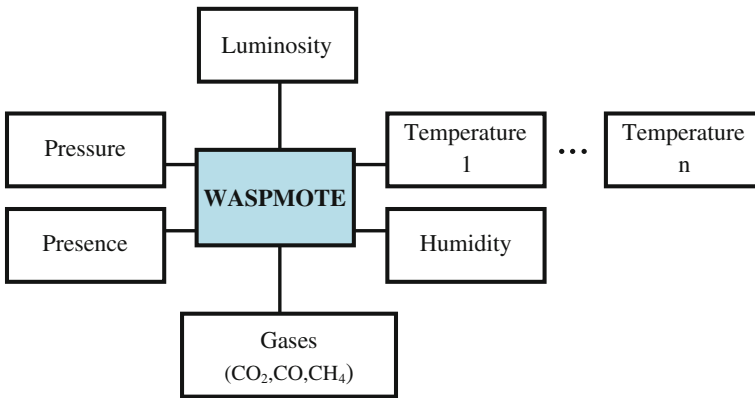 Luminosity
Pressure
Temperature
1
...
Temperature
n
WASPMOTE
Presence
Humidity
Gases
(CO₂,CO,CH₄)